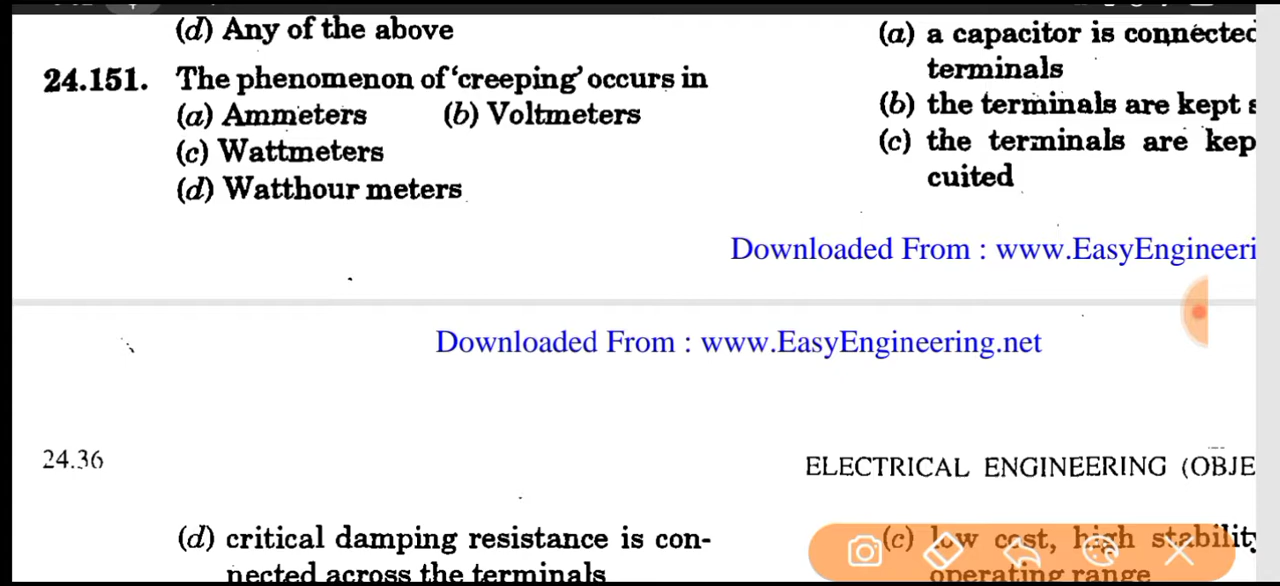 (d) Any of the above
24.151. The phenomenon of 'creeping' occurs in
(a) Ammeters (b) Voltmeters
(c) Wattmeters
(d) Watthour meters
(a) a capacitor is connected
terminals
(b) the terminals are kept
(c) the terminals are kep
cuited
Downloaded From : www.EasyEngineeri
Downloaded From : www.EasyEngineering.net
24.36
ELECTRICAL ENGINEERING (OBJE
(d) critical damping resistance is con-
nected across the terminals
(c) low cost, high stability
operating range